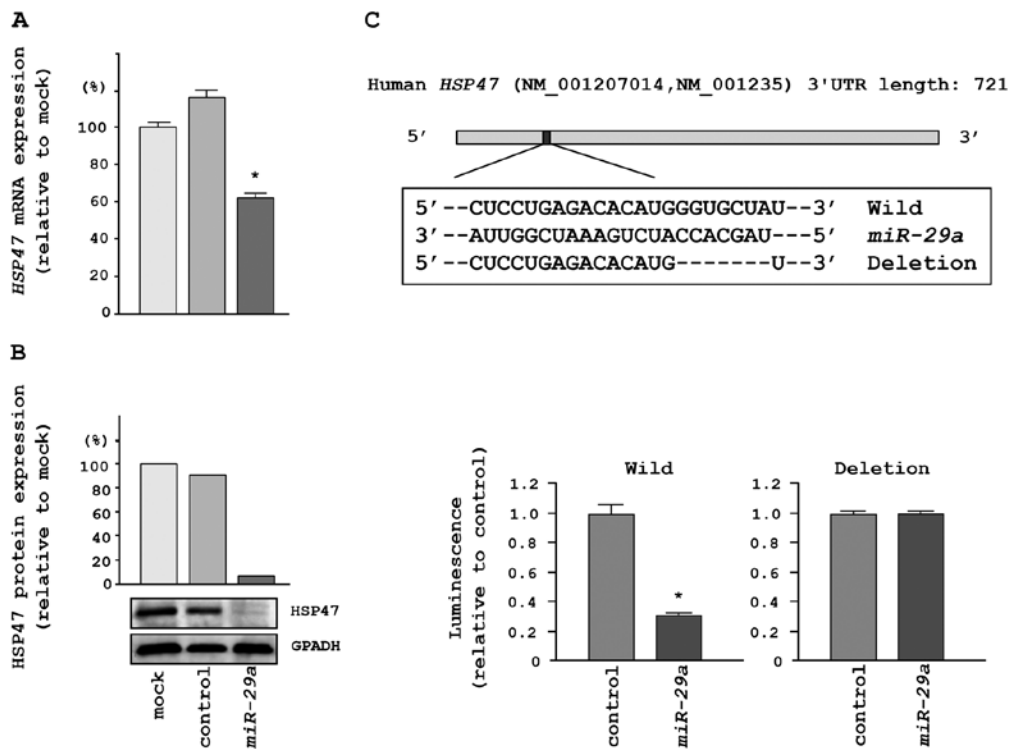 A
HSP47 mRNA expression
(relative to mock)
(%)
100
80
60
40
20
0
*
B
HSP47 protein expression
(relative to mock)
(%)
100
80
60
40
20
0
HSP47
GPADH
mock
control
miR-29a
C
Human HSP47 (NM_001207014,NM_001235) 3'UTR length: 721
5' 3'
5'--CUCCUGAGACACAUGGGUGCUAU--3' Wild
3'--AUUGGCUAAAGUCUACCACGAU--5' miR-29a
5'--CUCCUGAGACACAUG-------U--3' Deletion
Luminescence
(relative to control)
Wild
1.2
1.0
0.8
0.6
0.4
0.2
0
*
control
miR-29a
Deletion
1.2
1.0
0.8
0.6
0.4
0.2
0
control
miR-29a